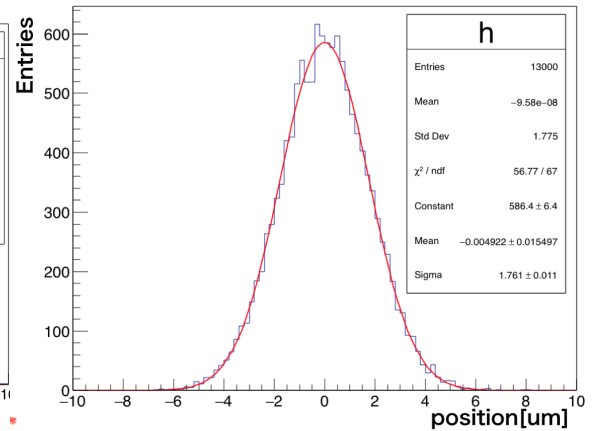 Entries
600
500
400
300
200
100
0
−10 −8 −6 −4 −2 0 2 4 6 8 10
position[um]
h
Entries 13000
Mean −9.58e−08
Std Dev 1.775
χ² / ndf 56.77 / 67
Constant 586.4 ± 6.4
Mean −0.004922 ± 0.015497
Sigma 1.761 ± 0.011